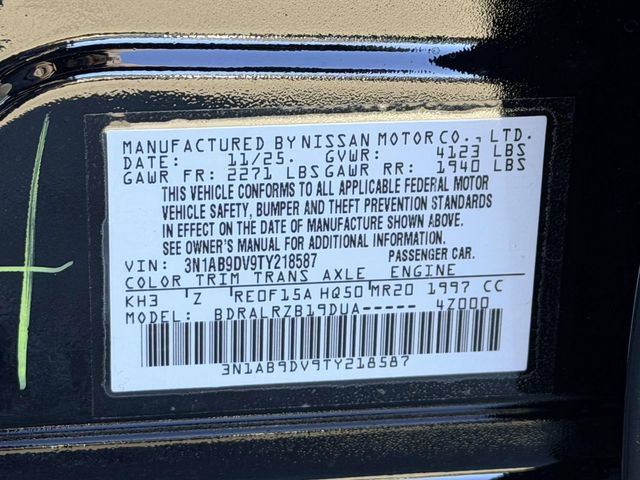 MANUFACTURED BY NISSAN MOTOR CO., LTD.
DATE: 11/25. GVWR: 4123 LBS
GAWR FR: 2271 LBS GAWR RR: 1940 LBS
THIS VEHICLE CONFORMS TO ALL APPLICABLE FEDERAL MOTOR
VEHICLE SAFETY, BUMPER AND THEFT PREVENTION STANDARDS
IN EFFECT ON THE DATE OF MANUFACTURE SHOWN ABOVE.
SEE OWNER'S MANUAL FOR ADDITIONAL INFORMATION.
VIN: 3N1AB9DV9TY218587 PASSENGER CAR.
COLOR TRIM TRANS AXLE ENGINE
KH3 Z RE0F15A HQ50 MR20 1997 CC
MODEL: BDRALRZB19DUA----- 4Z000
3N1AB9DV9TY218587